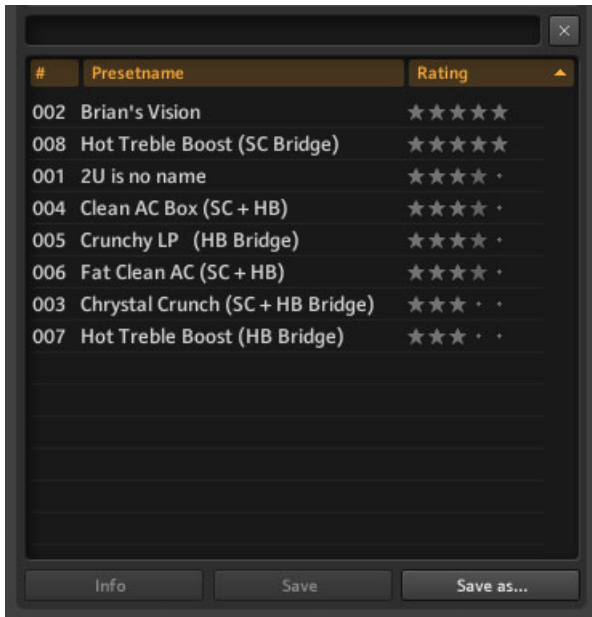 # Presetname Rating
002 Brian's Vision
008 Hot Treble Boost (SC Bridge)
001 2U is no name
004 Clean AC Box (SC + HB)
005 Crunchy LP (HB Bridge)
006 Fat Clean AC (SC + HB)
003 Chrystal Crunch (SC + HB Bridge)
007 Hot Treble Boost (HB Bridge)
Info Save Save as...